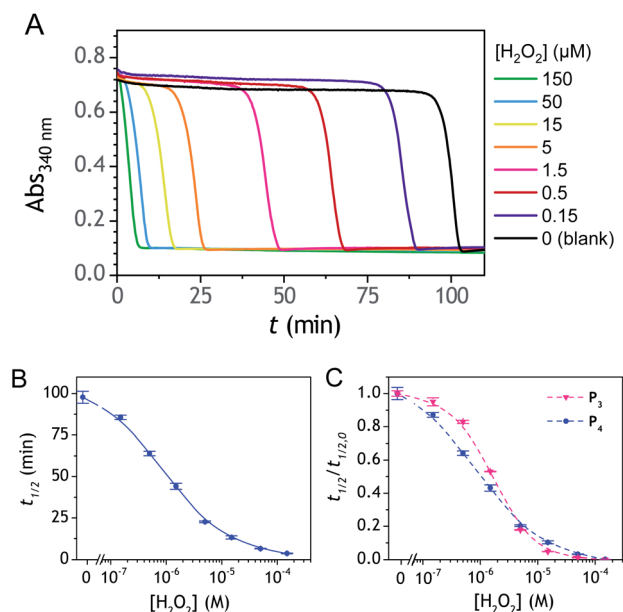 A
[H₂O₂] (μM)
150
50
15
5
1.5
0.5
0.15
0 (blank)
Abs₃₄₀ ₙₘ
0.8
0.6
0.4
0.2
0.0
0 25 50 75 100
t (min)
B
t₁/₂ (min)
100
75
50
25
0
0 10⁻⁷ 10⁻⁶ 10⁻⁵ 10⁻⁴
[H₂O₂] (M)
C
t₁/₂/t₁/₂,₀
1.0
0.8
0.6
0.4
0.2
0.0
P₃
P₄
0 10⁻⁷ 10⁻⁶ 10⁻⁵ 10⁻⁴
[H₂O₂] (M)